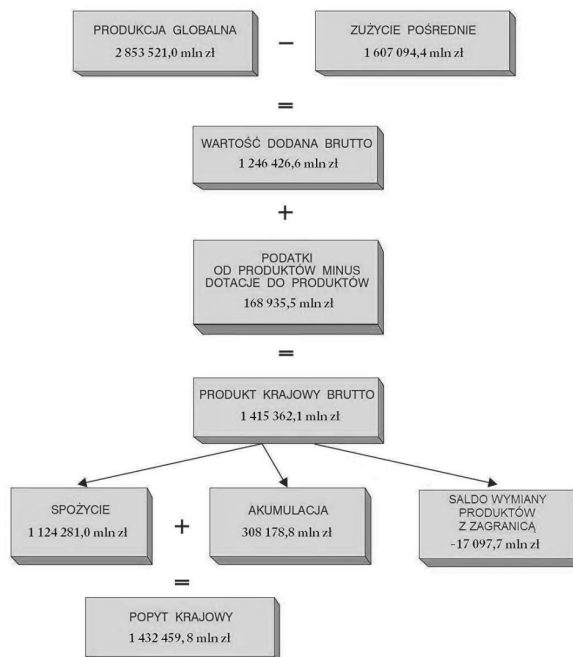 PRODUKCJA GLOBALNA
2 853 521,0 mln zł
–
ZUŻYCIE POŚREDNIE
1 607 094,4 mln zł
=
WARTOŚĆ DODANA BRUTTO
1 246 426,6 mln zł
+
PODATKI
OD PRODUKTÓW MINUS
DOTACJE DO PRODUKTÓW
168 935,5 mln zł
=
PRODUKT KRAJOWY BRUTTO
1 415 362,1 mln zł
SPOŻYCIE
1 124 281,0 mln zł
+
AKUMULACJA
308 178,8 mln zł
SALDO WYMIANY
PRODUKTÓW
Z ZAGRANICĄ
-17 097,7 mln zł
=
POPYT KRAJOWY
1 432 459,8 mln zł